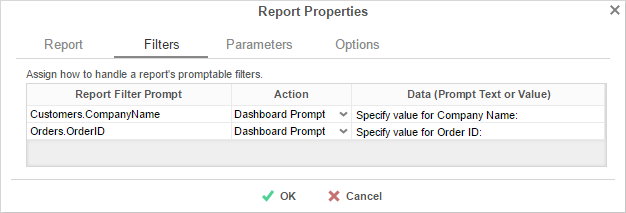 Report Properties
Report Filters Parameters Options
Assign how to handle a report's promptable filters.
Report Filter Prompt Action Data (Prompt Text or Value)
Customers.CompanyName Dashboard Prompt Specify value for Company Name:
Orders.OrderID Dashboard Prompt Specify value for Order ID:
OK Cancel